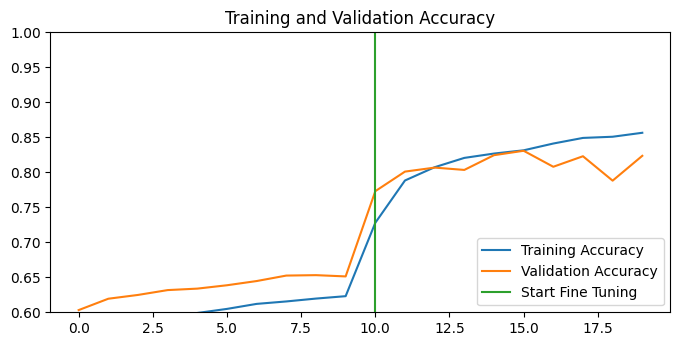 Training and Validation Accuracy
1.00
0.95
0.90
0.85
0.80
0.75
0.70
0.65
0.60
Training Accuracy
Validation Accuracy
Start Fine Tuning
0.0 2.5 5.0 7.5 10.0 12.5 15.0 17.5